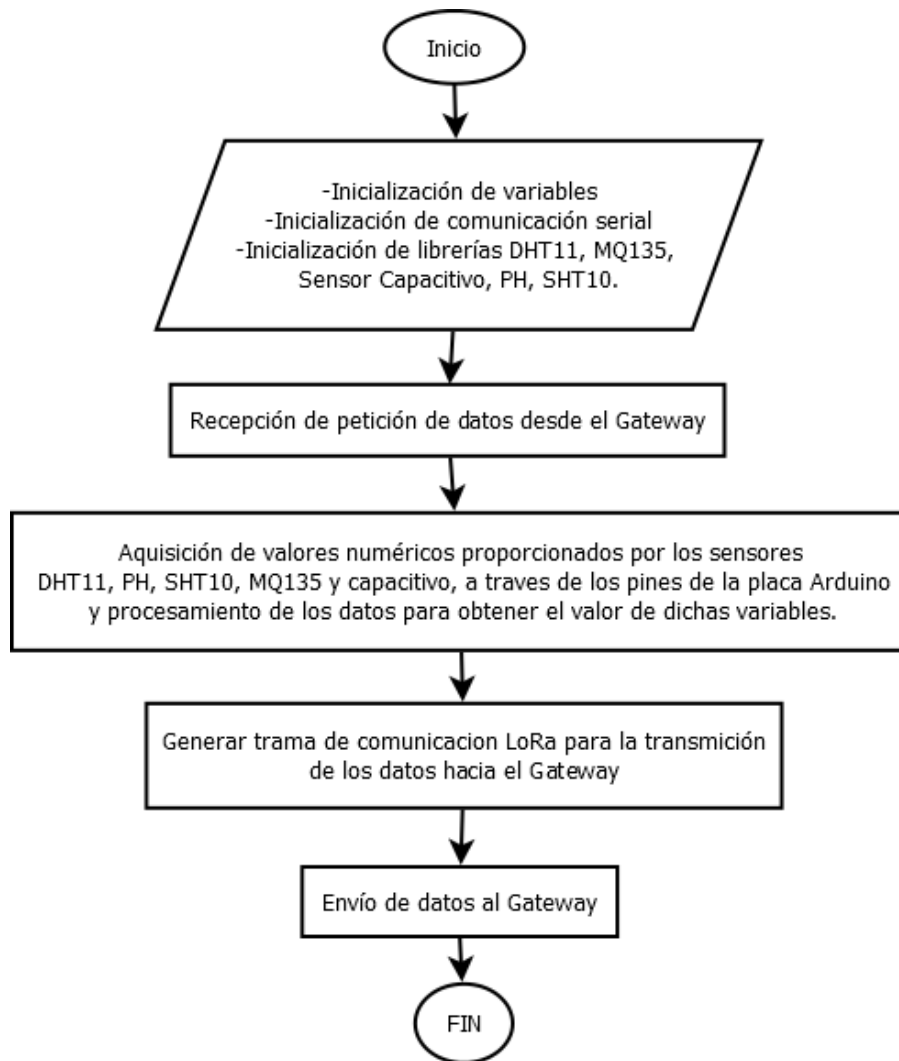 Inicio
-Inicialización de variables
-Inicialización de comunicación serial
-Inicialización de librerías DHT11, MQ135,
Sensor Capacitivo, PH, SHT10.
Recepción de petición de datos desde el Gateway
Aquisición de valores numéricos proporcionados por los sensores
DHT11, PH, SHT10, MQ135 y capacitivo, a traves de los pines de la placa Arduino
y procesamiento de los datos para obtener el valor de dichas variables.
Generar trama de comunicacion LoRa para la transmición
de los datos hacia el Gateway
Envío de datos al Gateway
FIN